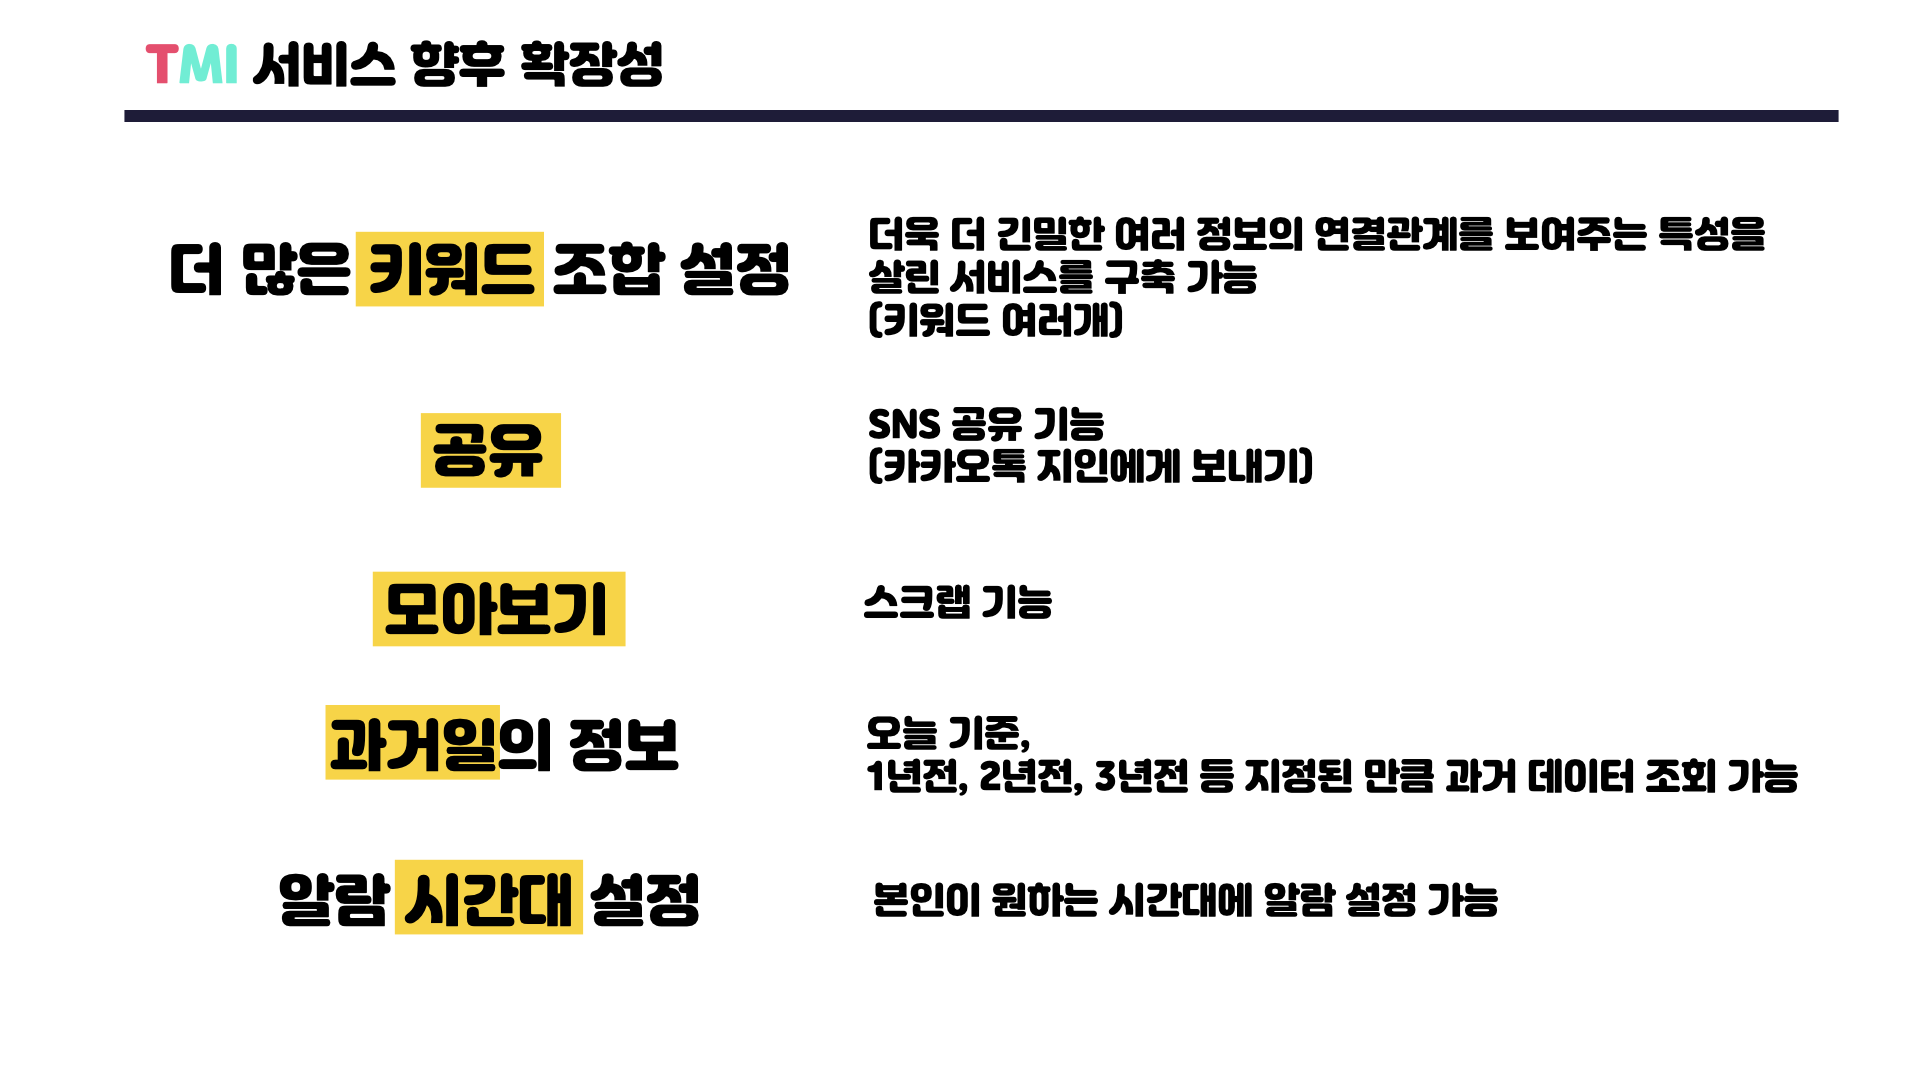 TMI 서비스 향후 확장성
더 많은 키워드 조합 설정
더욱 더 긴밀한 여러 정보의 연결관계를 보여주는 특성을
살린 서비스를 구축 가능
(키워드 여러개)
공유
SNS 공유 기능
(카카오톡 지인에게 보내기)
모아보기
스크랩 기능
과거일의 정보
오늘 기준,
1년전, 2년전, 3년전 등 지정된 만큼 과거 데이터 조회 가능
알람 시간대 설정
본인이 원하는 시간대에 알람 설정 가능